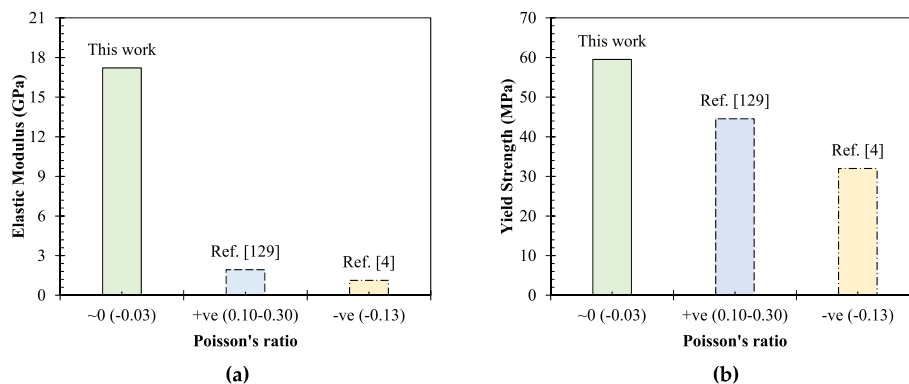 21
18
15
12
9
6
3
0
Elastic Modulus (GPa)
This work
Ref. [129]
Ref. [4]
~0 (-0.03)
+ve (0.10-0.30)
-ve (-0.13)
Poisson's ratio
(a)
70
60
50
40
30
20
10
0
Yield Strength (MPa)
This work
Ref. [129]
Ref. [4]
~0 (-0.03)
+ve (0.10-0.30)
-ve (-0.13)
Poisson's ratio
(b)